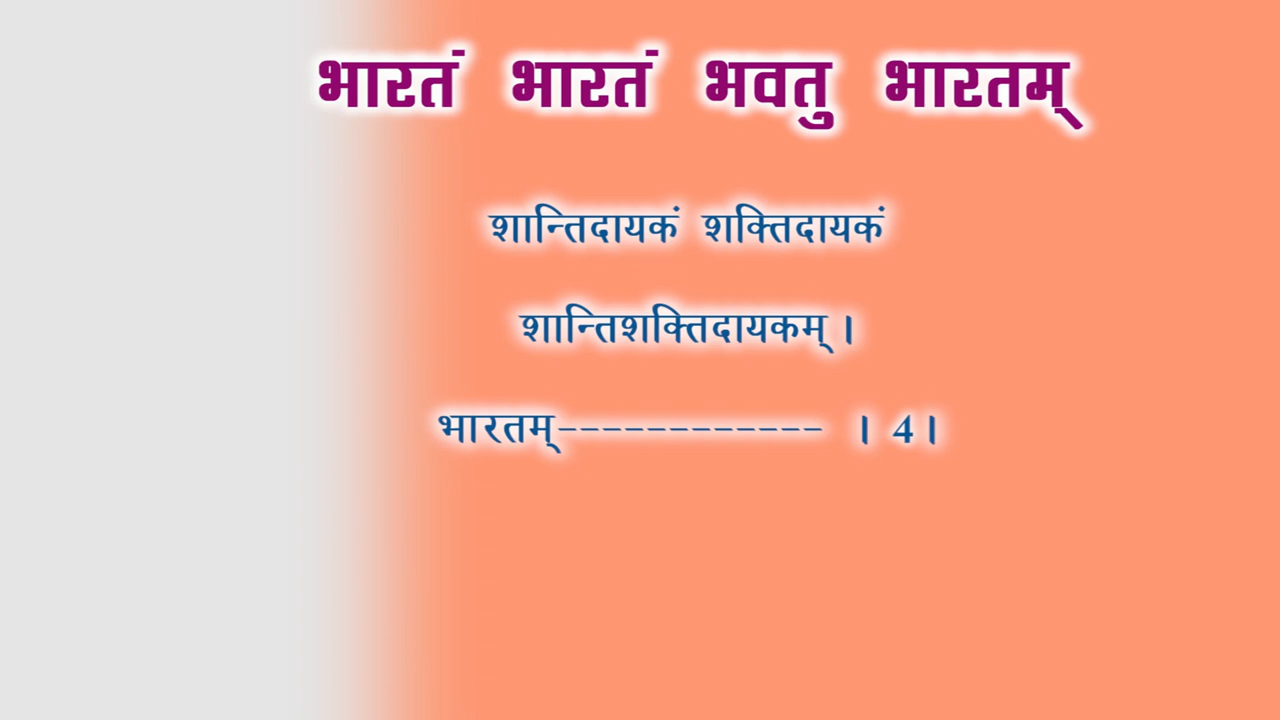 भारतं भारतं भवतु भारतम्
शान्तिदायकं शक्तिदायकं
शान्तिशक्तिदायकम् ।
भारतम्------------ । 4।